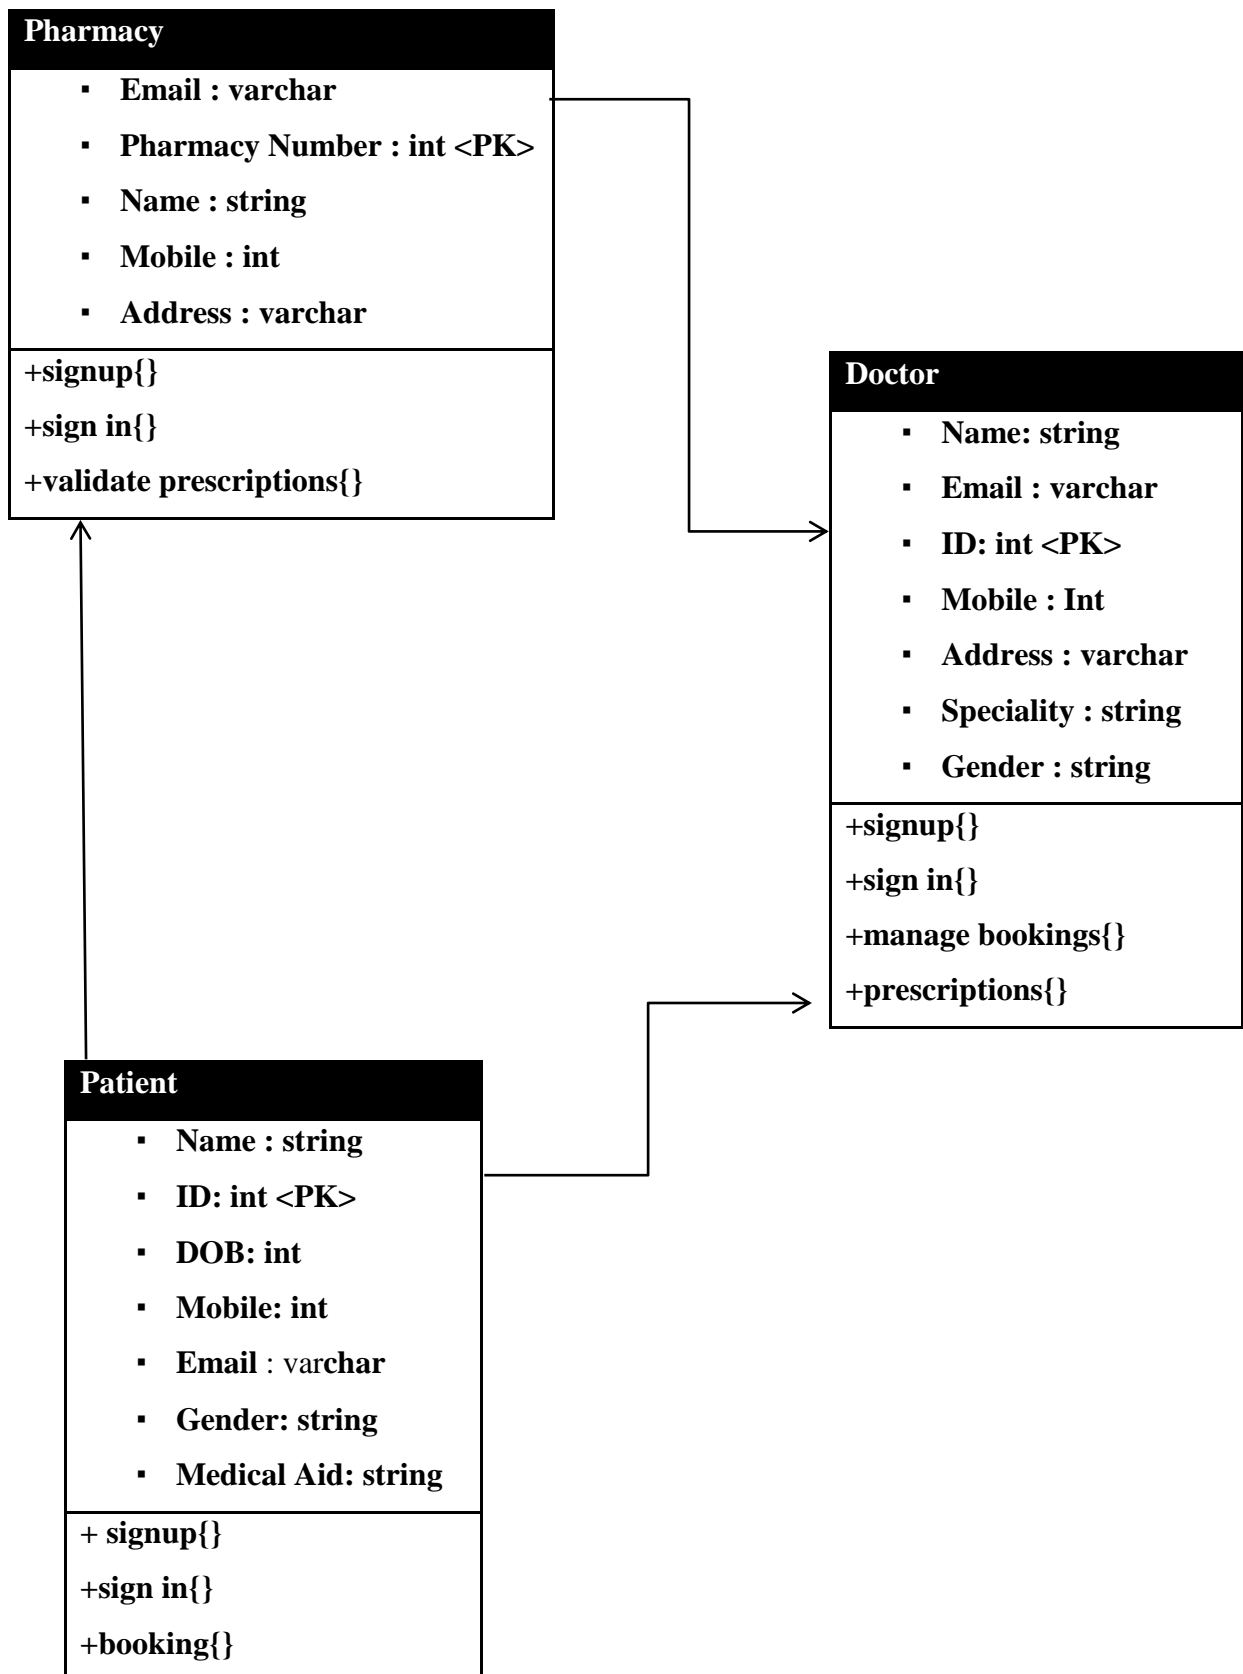 Pharmacy
▪ Email : varchar
▪ Pharmacy Number : int <PK>
▪ Name : string
▪ Mobile : int
▪ Address : varchar
+signup{}
+sign in{}
+validate prescriptions{}
Doctor
▪ Name: string
▪ Email : varchar
▪ ID: int <PK>
▪ Mobile : Int
▪ Address : varchar
▪ Speciality : string
▪ Gender : string
+signup{}
+sign in{}
+manage bookings{}
+prescriptions{}
Patient
▪ Name : string
▪ ID: int <PK>
▪ DOB: int
▪ Mobile: int
▪ Email : varchar
▪ Gender: string
▪ Medical Aid: string
+ signup{}
+sign in{}
+booking{}